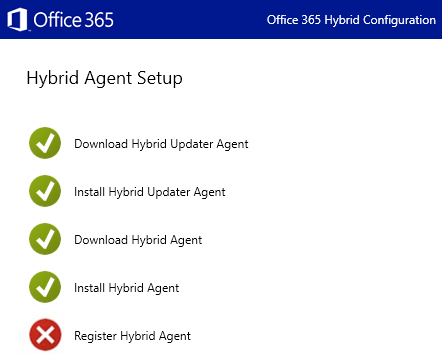 Office 365
Office 365 Hybrid Configuration
Hybrid Agent Setup
Download Hybrid Updater Agent
Install Hybrid Updater Agent
Download Hybrid Agent
Install Hybrid Agent
Register Hybrid Agent